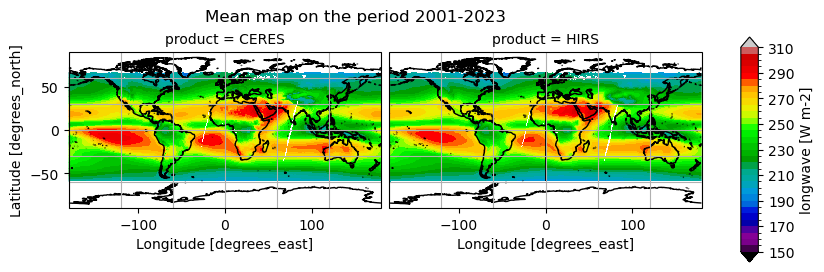 Mean map on the period 2001-2023
product = CERES
product = HIRS
Latitude [degrees_north]
50
0
−50
−100
0
100
Longitude [degrees_east]
−100
0
100
Longitude [degrees_east]
310
290
270
250
230
210
190
170
150
longwave [W m-2]